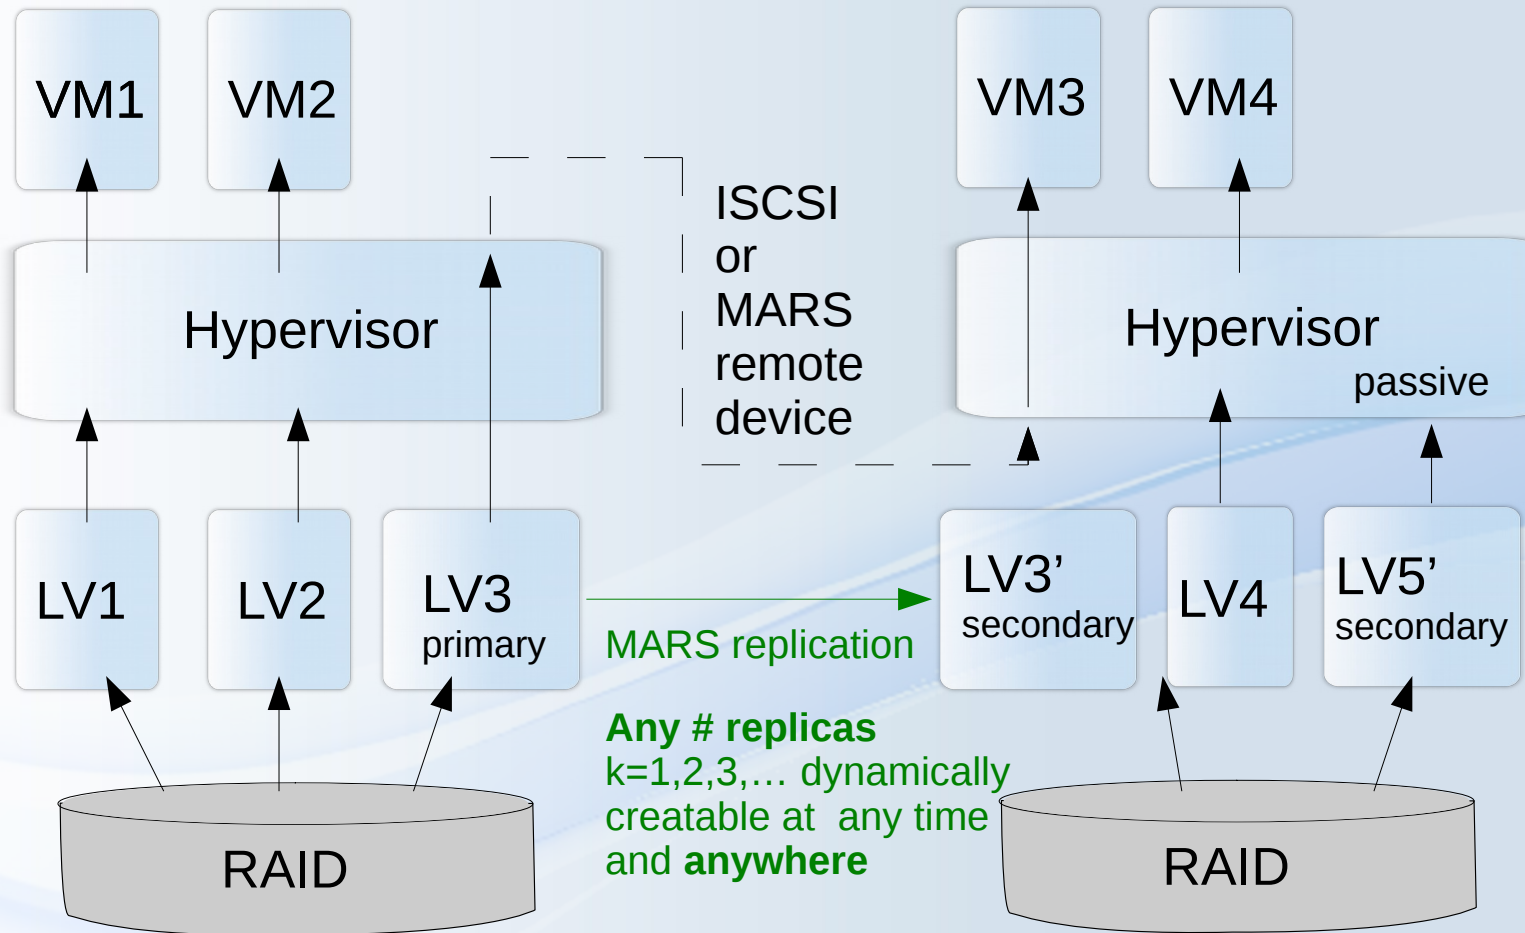 VM1
VM2
VM3
VM4
ISCSI
or
MARS
remote
device
Hypervisor
Hypervisor
passive
LV1
LV2
LV3
primary
LV3’
secondary
LV4
LV5’
secondary
MARS replication
Any # replicas
k=1,2,3,... dynamically
creatable at any time
and anywhere
RAID
RAID